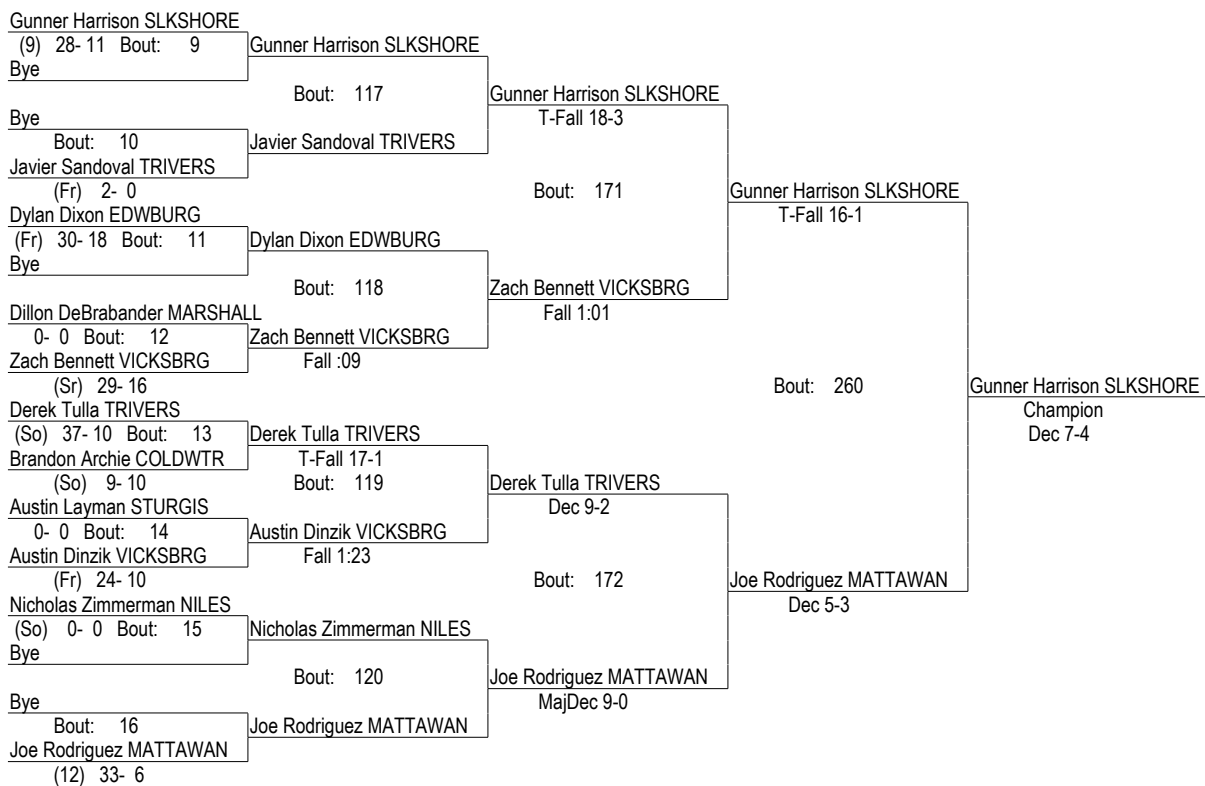 Gunner Harrison SLKSHORE
(9) 28- 11 Bout: 9
Bye
Bye
Bout: 10
Javier Sandoval TRIVERS
(Fr) 2- 0
Dylan Dixon EDWBURG
(Fr) 30- 18 Bout: 11
Bye
Dillon DeBrabander MARSHALL
0- 0 Bout: 12
Zach Bennett VICKSBRG
(Sr) 29- 16
Derek Tulla TRIVERS
(So) 37- 10 Bout: 13
Brandon Archie COLDWTR
(So) 9- 10
Austin Layman STURGIS
0- 0 Bout: 14
Austin Dinzik VICKSBRG
(Fr) 24- 10
Nicholas Zimmerman NILES
(So) 0- 0 Bout: 15
Bye
Bye
Bout: 16
Joe Rodriguez MATTAWAN
(12) 33- 6
Gunner Harrison SLKSHORE
Bout: 117
Javier Sandoval TRIVERS
Dylan Dixon EDWBURG
Bout: 118
Zach Bennett VICKSBRG
Fall :09
Derek Tulla TRIVERS
T-Fall 17-1
Bout: 119
Austin Dinzik VICKSBRG
Fall 1:23
Nicholas Zimmerman NILES
Bout: 120
Joe Rodriguez MATTAWAN
Gunner Harrison SLKSHORE
T-Fall 18-3
Bout: 171
Zach Bennett VICKSBRG
Fall 1:01
Derek Tulla TRIVERS
Dec 9-2
Bout: 172
Joe Rodriguez MATTAWAN
MajDec 9-0
Gunner Harrison SLKSHORE
T-Fall 16-1
Bout: 260
Joe Rodriguez MATTAWAN
Dec 5-3
Gunner Harrison SLKSHORE
Champion
Dec 7-4